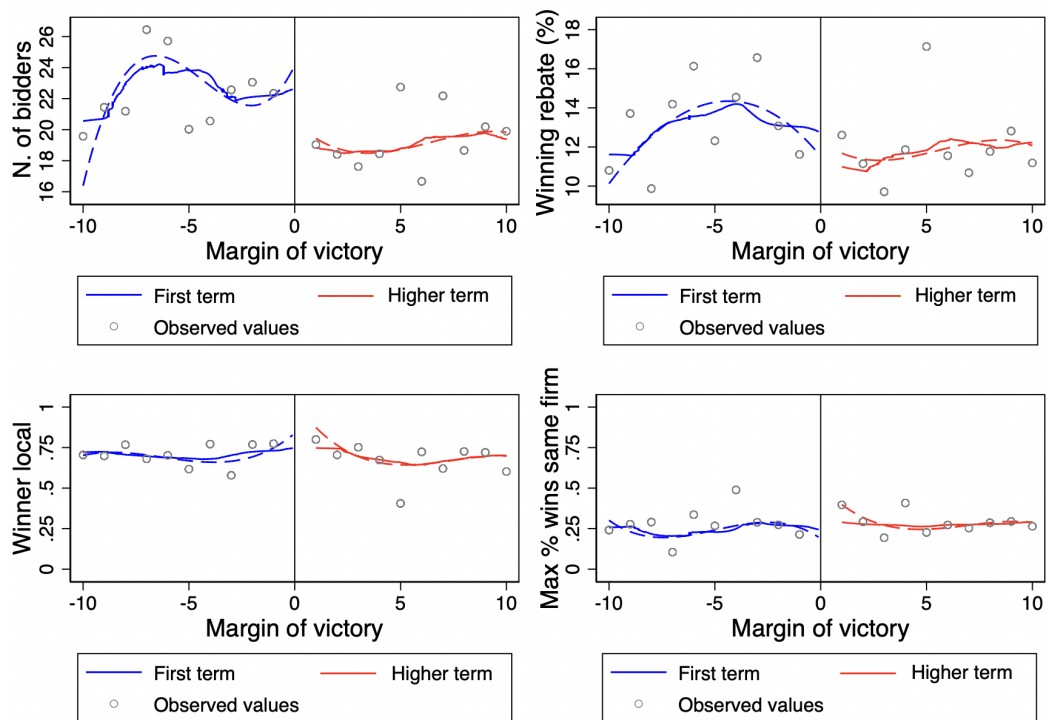 N. of bidders
26
24
22
20
18
16
-10 -5 0 5 10
Margin of victory
First term Higher term
Observed values
Winning rebate (%)
18
16
14
12
10
-10 -5 0 5 10
Margin of victory
First term Higher term
Observed values
Winner local
1
.75
.5
.25
0
-10 -5 0 5 10
Margin of victory
First term Higher term
Observed values
Max % wins same firm
1
.75
.5
.25
0
-10 -5 0 5 10
Margin of victory
First term Higher term
Observed values